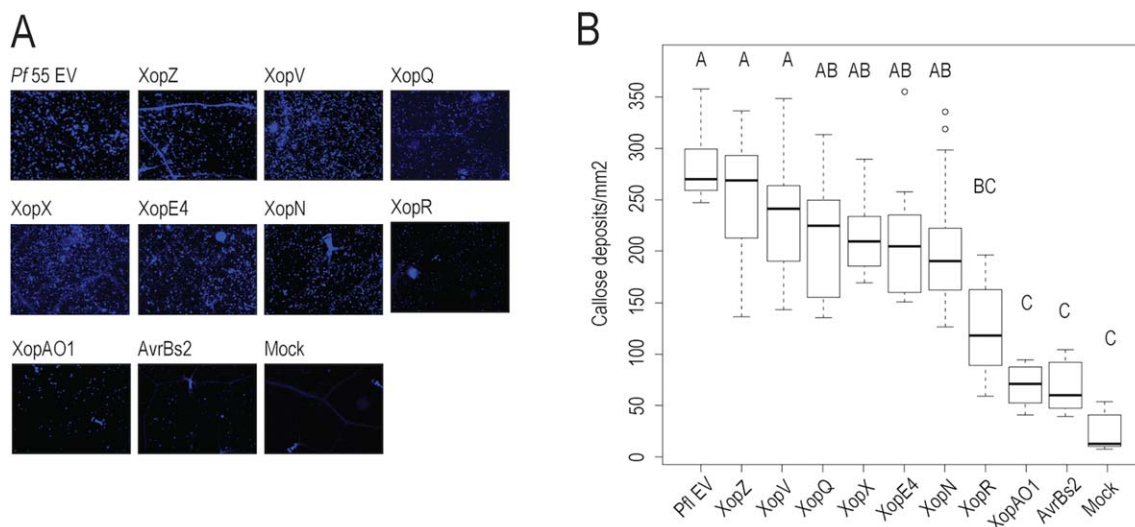 A
Pf 55 EV XopZ XopV XopQ
XopX XopE4 XopN XopR
XopAO1 AvrBs2 Mock
B
A A A AB AB AB AB
BC
C C C
Callose deposits/mm2
350
300
250
200
150
100
50
0
Pfl EV XopZ XopV XopQ XopX XopE4 XopN XopR XopAO1 AvrBs2 Mock